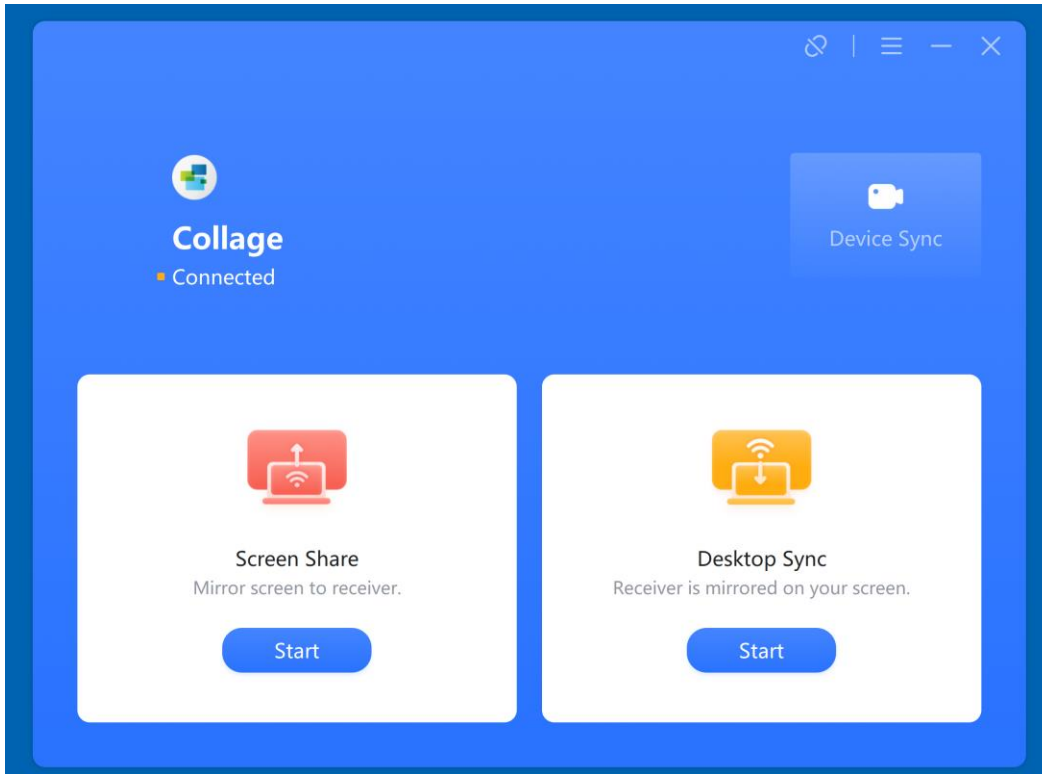 Collage
Connected
Device Sync
Screen Share
Mirror screen to receiver.
Start
Desktop Sync
Receiver is mirrored on your screen.
Start